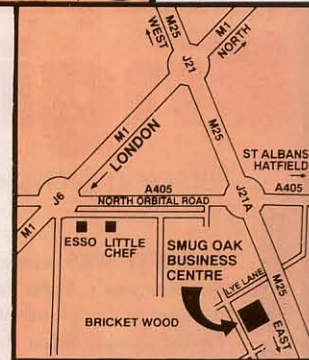 WEST
M25
M1
NORTH
J21
M1
LONDON
M25
ST ALBANS
HATFIELD
J6
A405
NORTH ORBITAL ROAD
J21A
A405
M1
ESSO
LITTLE
CHEF
SMUG OAK
BUSINESS
CENTRE
LYE LANE
M25
BRICKET WOOD
EAST